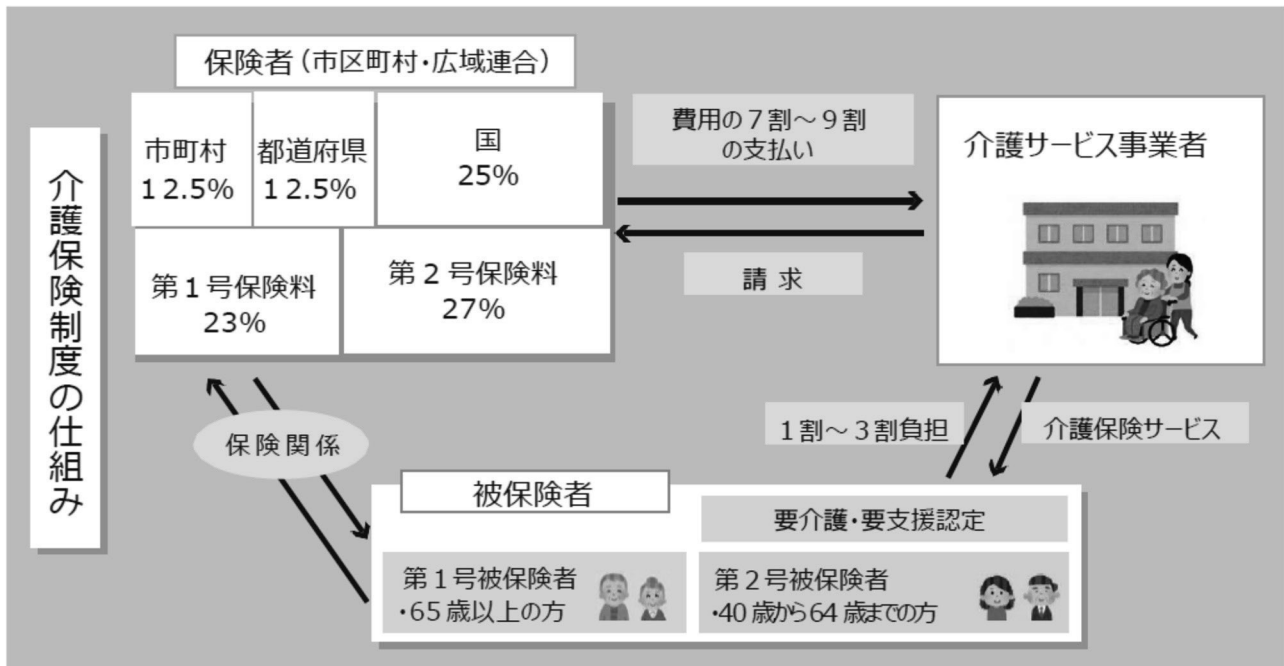 介護保険制度の仕組み
保険者(市区町村・広域連合)
市町村
12.5%
都道府県
12.5%
国
25%
第1号保険料
23%
第2号保険料
27%
費用の7割~9割
の支払い
請求
介護サービス事業者
保険関係
1割~3割負担
介護保険サービス
被保険者
要介護・要支援認定
第1号被保険者
・65歳以上の方
第2号被保険者
・40歳から64歳までの方